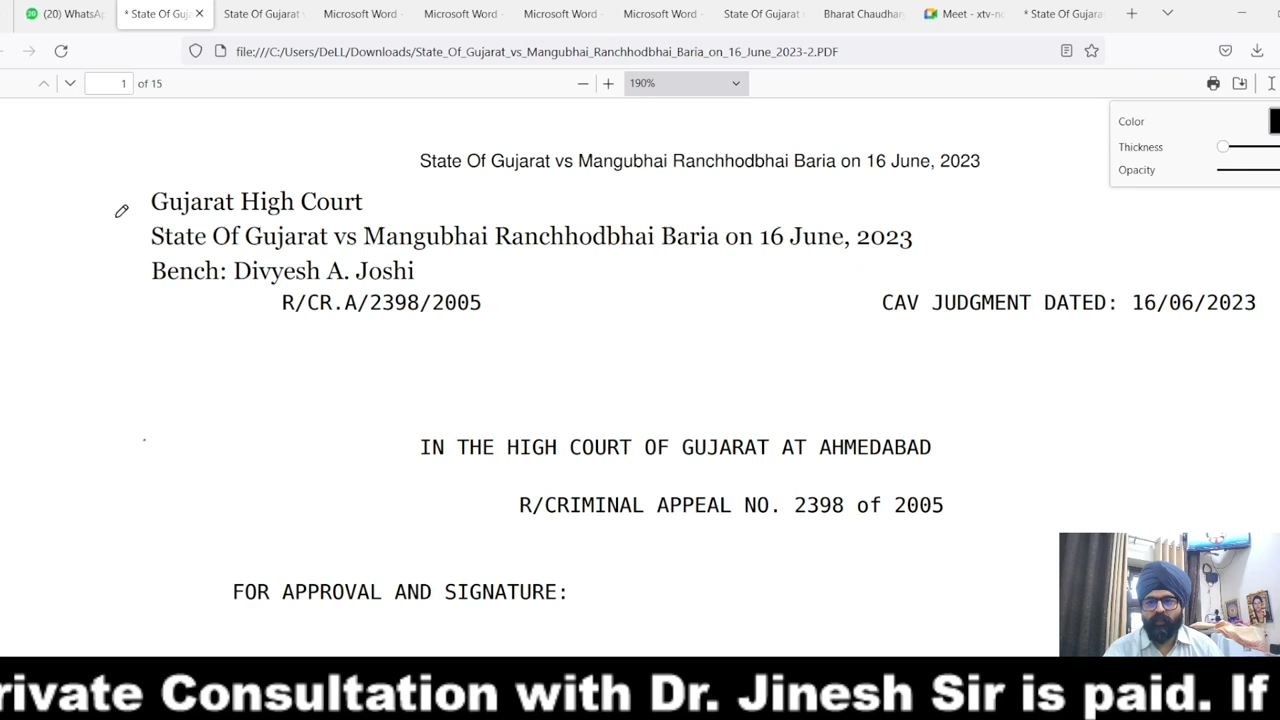 (20) WhatsA
* State Of Guja
State Of Gujarat
Microsoft Word
Microsoft Word
Microsoft Word
Microsoft Word
State Of Gujarat
Bharat Chaudhary
Meet - xtv-n
* State Of Gujara
file:///C:/Users/DeLL/Downloads/State_Of_Gujarat_vs_Mangubhai_Ranchhodbhai_Baria_on_16_June_2023-2.PDF
1 of 15
190%
Color
Thickness
Opacity
State Of Gujarat vs Mangubhai Ranchhodbhai Baria on 16 June, 2023
Gujarat High Court
State Of Gujarat vs Mangubhai Ranchhodbhai Baria on 16 June, 2023
Bench: Divyesh A. Joshi
R/CR.A/2398/2005 CAV JUDGMENT DATED: 16/06/2023
IN THE HIGH COURT OF GUJARAT AT AHMEDABAD
R/CRIMINAL APPEAL NO. 2398 of 2005
FOR APPROVAL AND SIGNATURE:
rivate Consultation with Dr. Jinesh Sir is paid. If